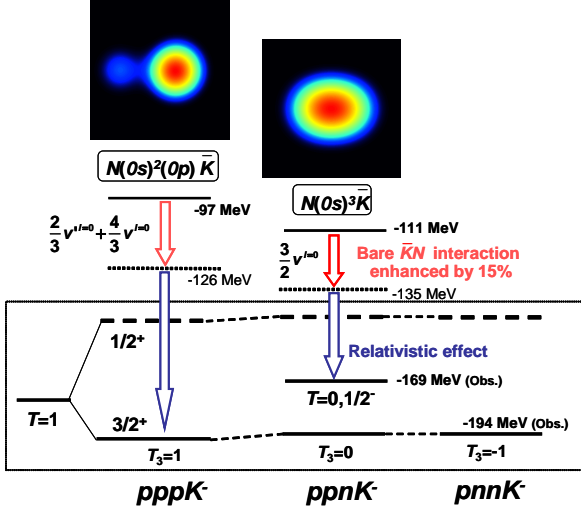 N(0s)²(0p) K̄
N(0s)³K̄
-97 MeV
-111 MeV
2/3 v^{I=0} + 4/3 v^{I=0}
3/2 v^{I=0}
Bare K̄N interaction
enhanced by 15%
-126 MeV
-135 MeV
1/2⁺
Relativistic effect
-169 MeV (Obs.)
T=0,1/2⁻
T=1
3/2⁺
-194 MeV (Obs.)
T₃=1
T₃=0
T₃=-1
pppK⁻
ppnK⁻
pnnK⁻